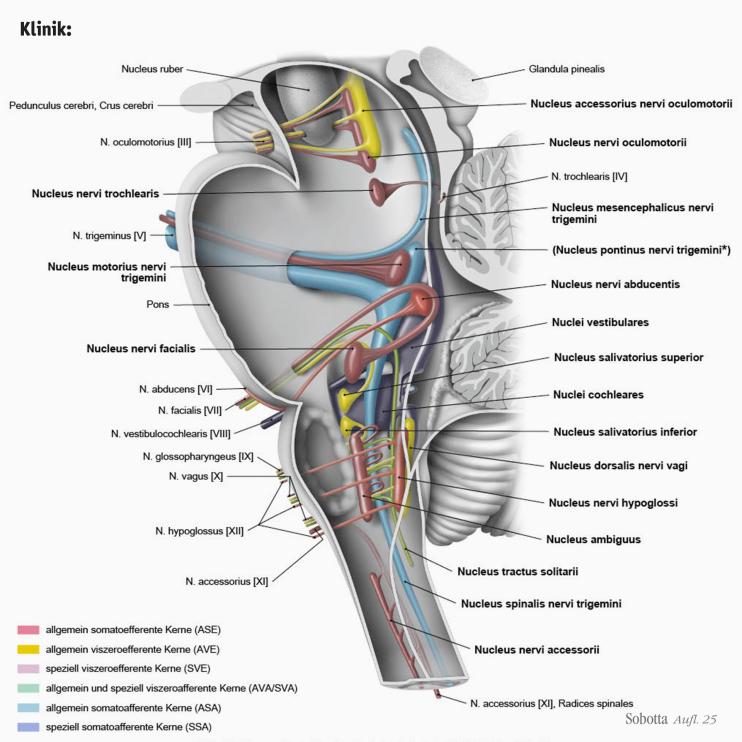 Klinik:
Nucleus ruber
Pedunculus cerebri, Crus cerebri
N. oculomotorius [III]
Nucleus nervi trochlearis
N. trigeminus [V]
Nucleus motorius nervi
trigemini
Pons
Nucleus nervi facialis
N. abducens [VI]
N. facialis [VII]
N. vestibulocochlearis [VIII]
N. glossopharyngeus [IX]
N. vagus [X]
N. hypoglossus [XII]
N. accessorius [XI]
Glandula pinealis
Nucleus accessorius nervi oculomotorii
Nucleus nervi oculomotorii
N. trochlearis [IV]
Nucleus mesencephalicus nervi
trigemini
(Nucleus pontinus nervi trigemini*)
Nucleus nervi abducentis
Nuclei vestibulares
Nucleus salivatorius superior
Nuclei cochleares
Nucleus salivatorius inferior
Nucleus dorsalis nervi vagi
Nucleus nervi hypoglossi
Nucleus ambiguus
Nucleus tractus solitarii
Nucleus spinalis nervi trigemini
Nucleus nervi accessorii
N. accessorius [XI], Radices spinales
allgemein somatoefferente Kerne (ASE)
allgemein viszeroefferente Kerne (AVE)
speziell viszeroefferente Kerne (SVE)
allgemein und speziell viszeroafferente Kerne (AVA/SVA)
allgemein somatoafferente Kerne (ASA)
speziell somatoafferente Kerne (SSA)
Sobotta Aufl. 25